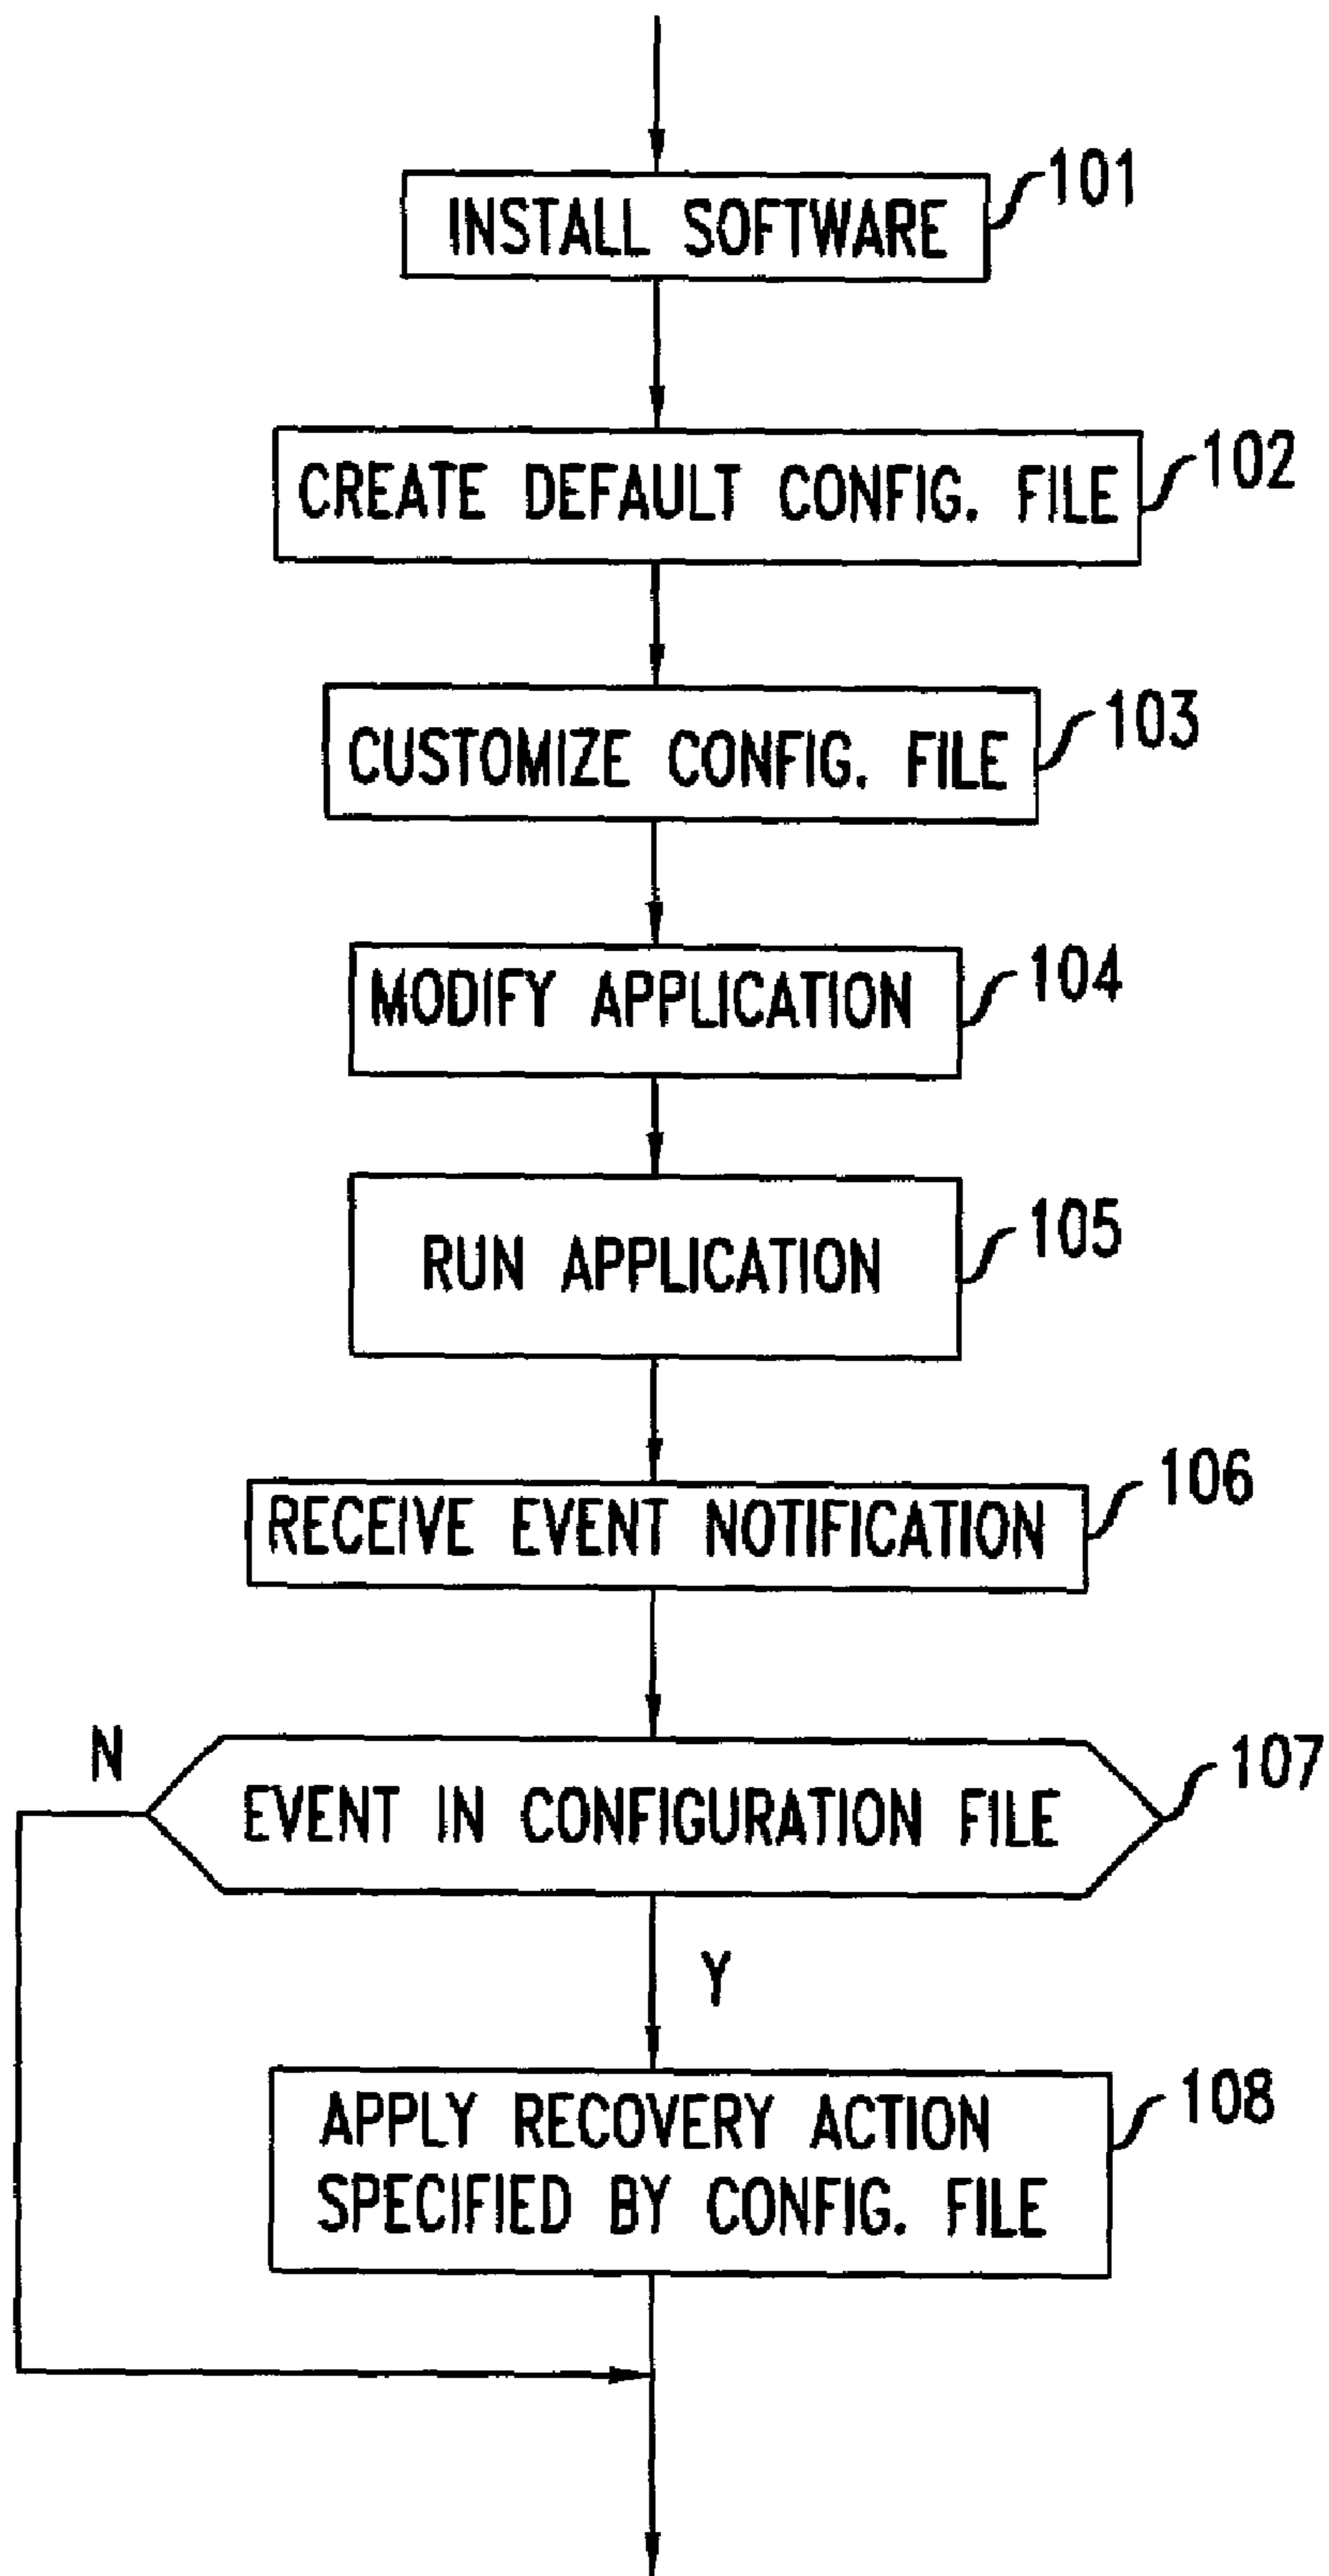 101
INSTALL SOFTWARE
102
CREATE DEFAULT CONFIG. FILE
103
CUSTOMIZE CONFIG. FILE
104
MODIFY APPLICATION
105
RUN APPLICATION
106
RECEIVE EVENT NOTIFICATION
N
107
EVENT IN CONFIGURATION FILE
Y
108
APPLY RECOVERY ACTION
SPECIFIED BY CONFIG. FILE